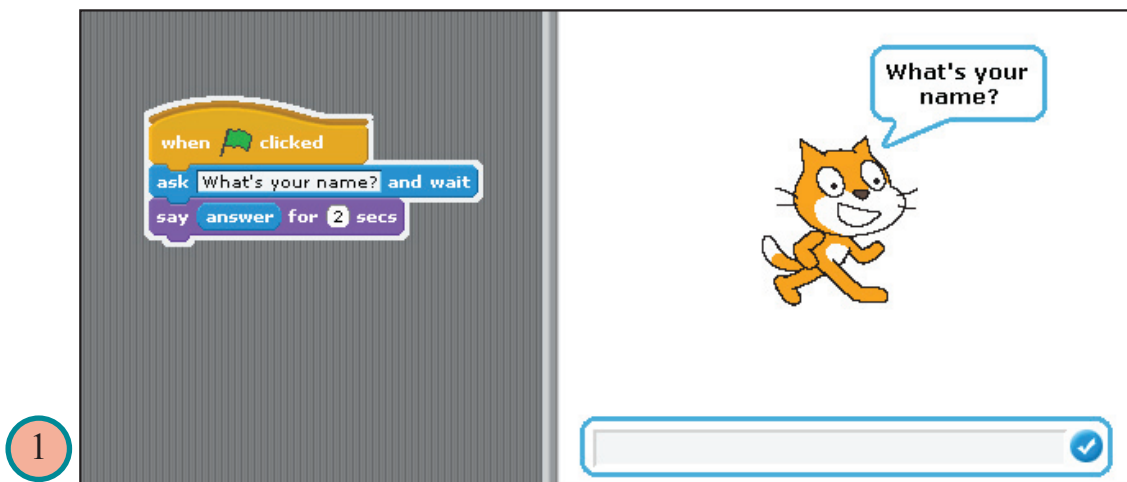 when clicked
ask What's your name? and wait
say answer for 2 secs
What's your
name?
1